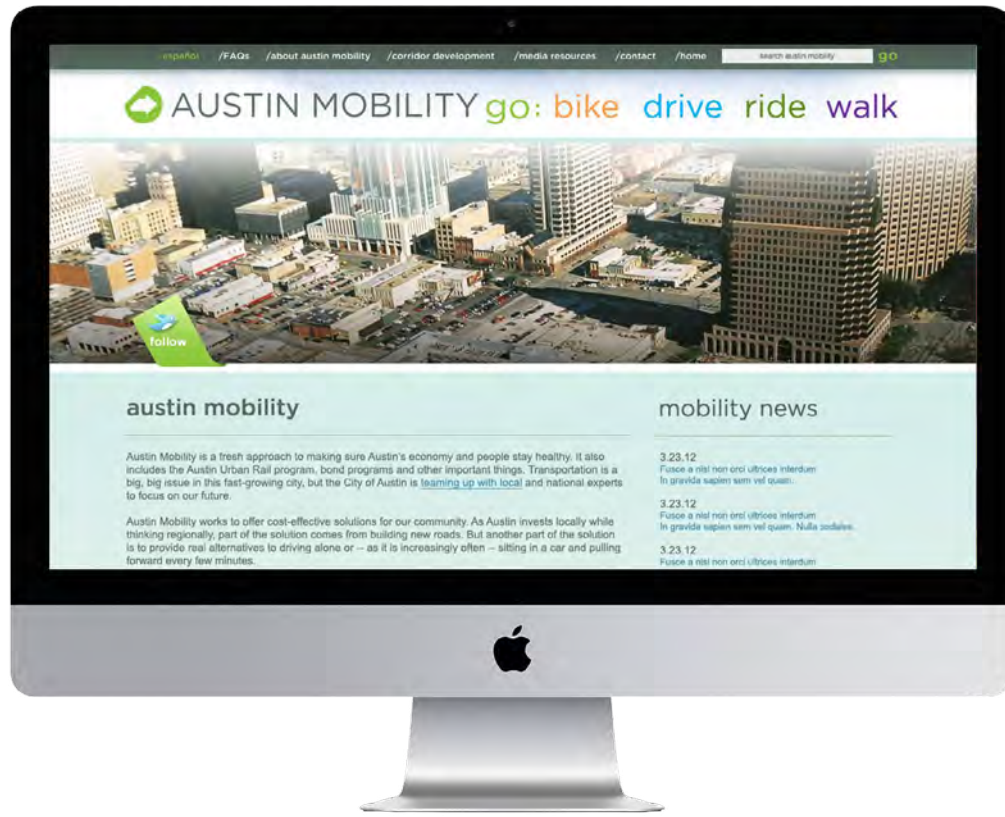 español /FAQs /about austin mobility /corridor development /media resources /contact /home search austin mobility go
AUSTIN MOBILITY go: bike drive ride walk
follow
austin mobility
Austin Mobility is a fresh approach to making sure Austin's economy and people stay healthy. It also
includes the Austin Urban Rail program, bond programs and other important things. Transportation is a
big, big issue in this fast-growing city, but the City of Austin is teaming up with local and national experts
to focus on our future.
Austin Mobility works to offer cost-effective solutions for our community. As Austin invests locally while
thinking regionally, part of the solution comes from building new roads. But another part of the solution
is to provide real alternatives to driving alone or -- as it is increasingly often -- sitting in a car and pulling
forward every few minutes.
mobility news
3.23.12
Fusce a nisl non orci ultrices interdum
In gravida sapien sem vel quam.
3.23.12
Fusce a nisl non orci ultrices interdum
In gravida sapien sem vel quam. Nulla sodales.
3.23.12
Fusce a nisl non orci ultrices interdum